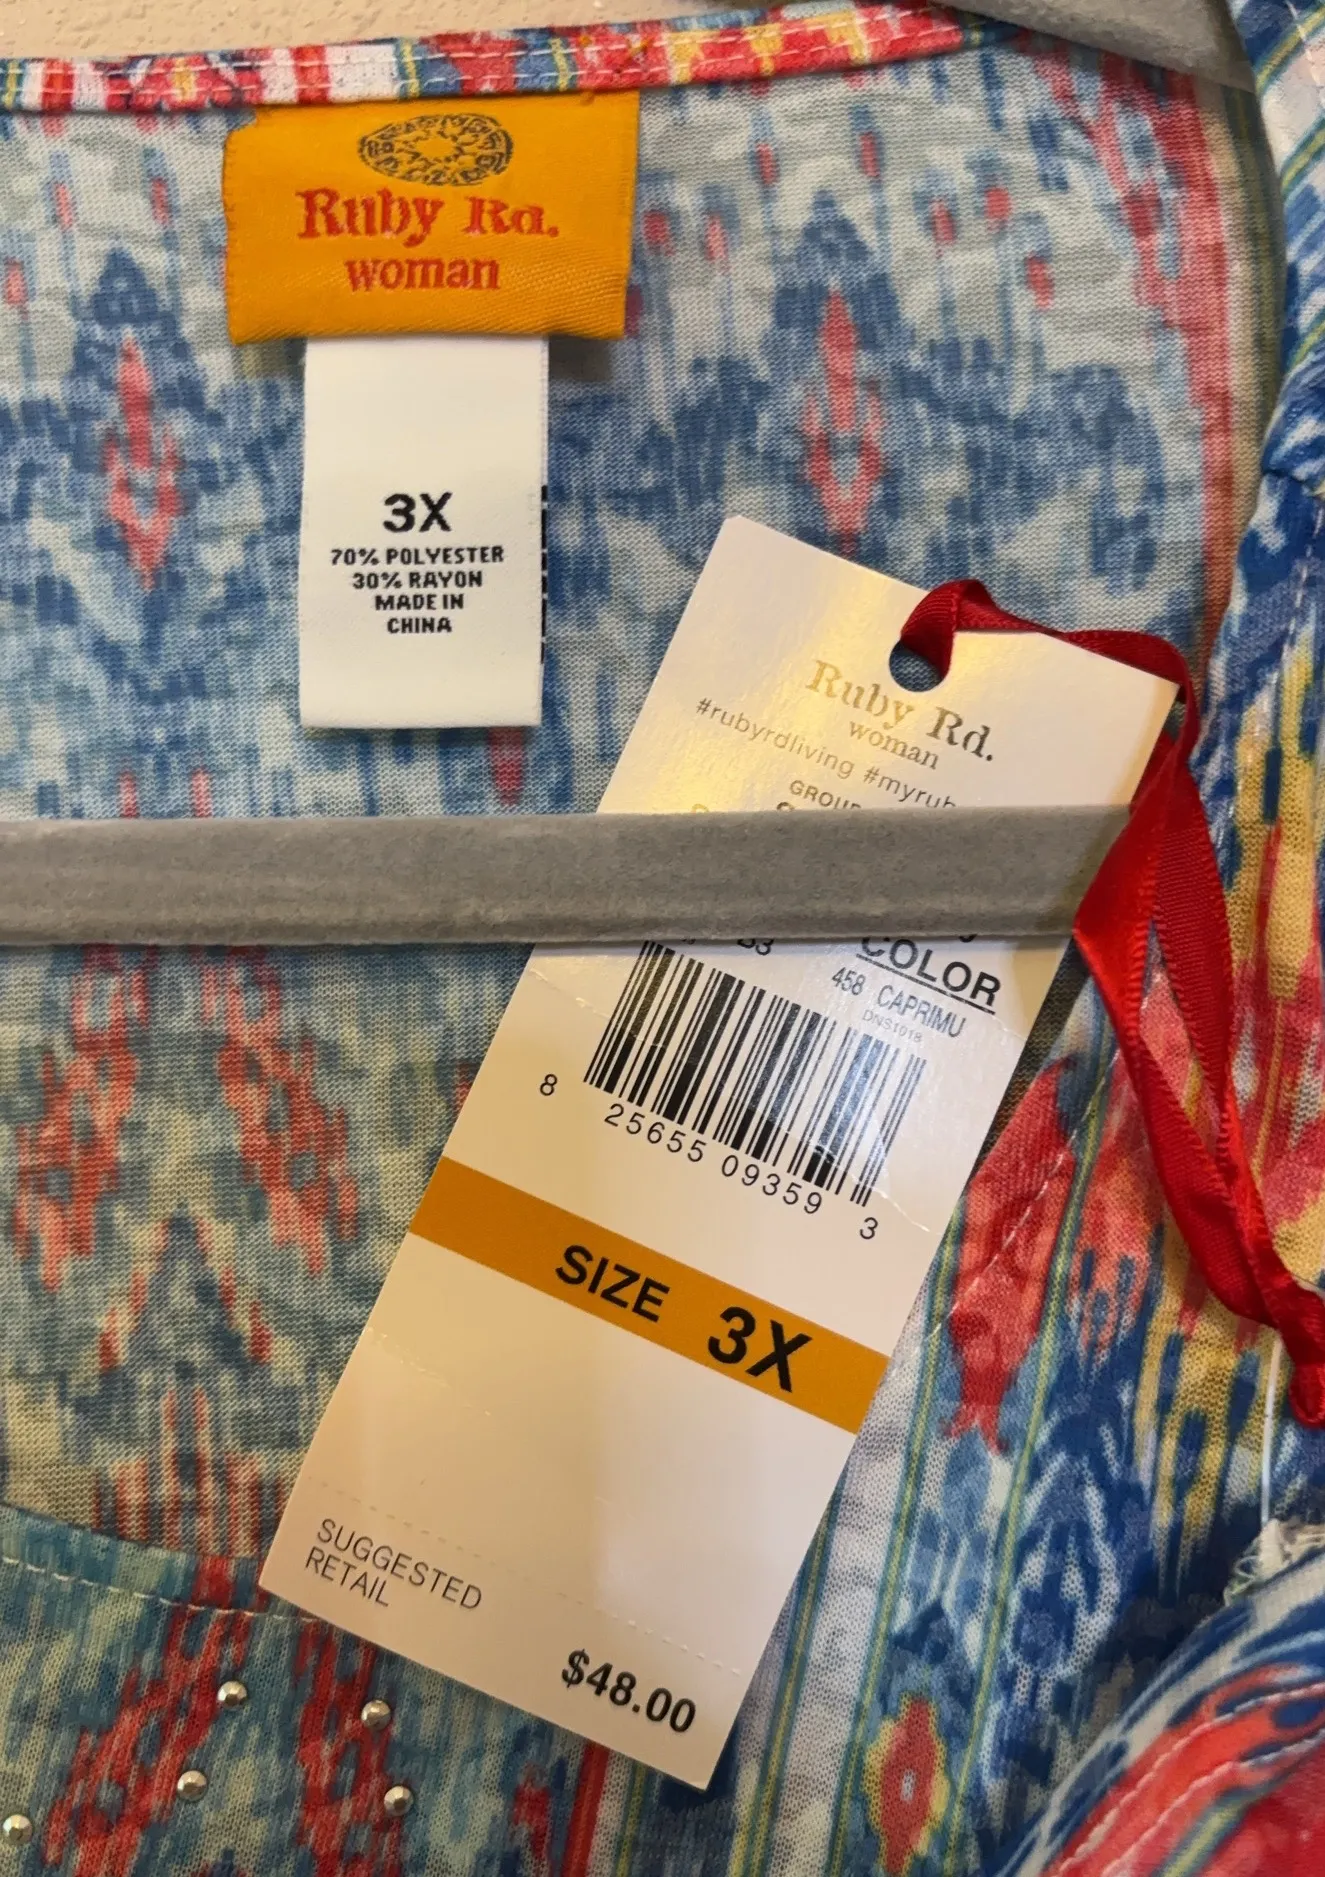 Ruby Rd.
woman
3X
70% POLYESTER
30% RAYON
MADE IN
CHINA
Ruby Rd.
woman
#rubyrdliving
COLOR
458 CAPRIMU
DNS1018
8 25655 09359 3
SIZE 3X
SUGGESTED
RETAIL
$48.00